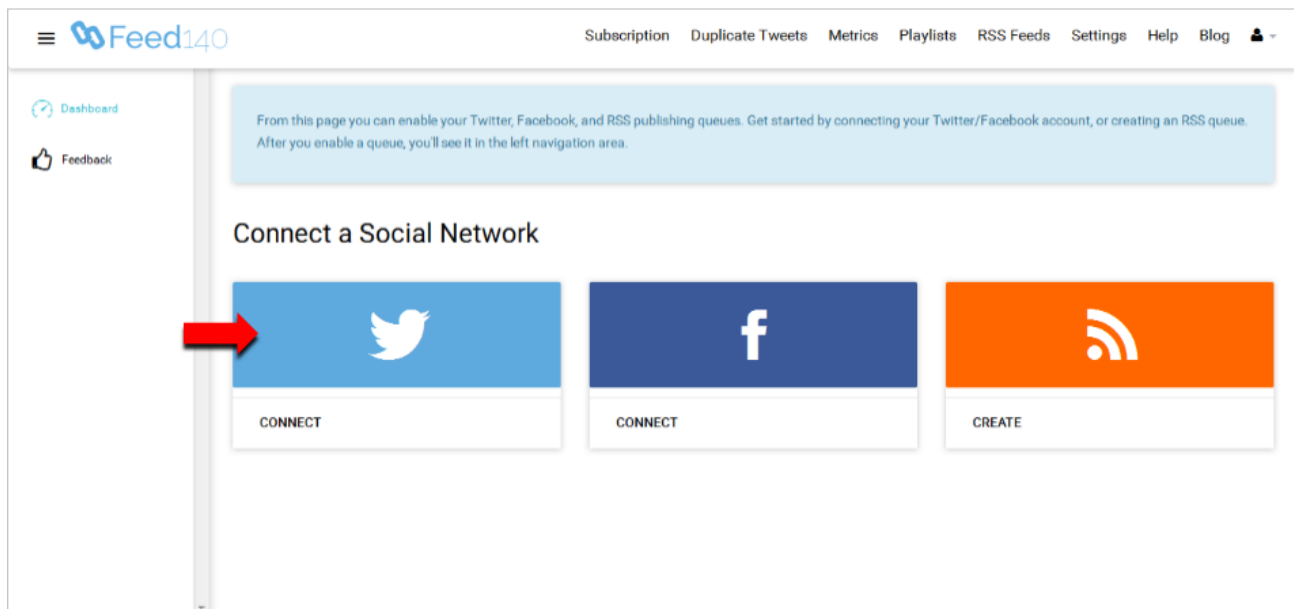 Feed140
Subscription Duplicate Tweets Metrics Playlists RSS Feeds Settings Help Blog
Dashboard
Feedback
From this page you can enable your Twitter, Facebook, and RSS publishing queues. Get started by connecting your Twitter/Facebook account, or creating an RSS queue.
After you enable a queue, you'll see it in the left navigation area.
Connect a Social Network
CONNECT
CONNECT
CREATE